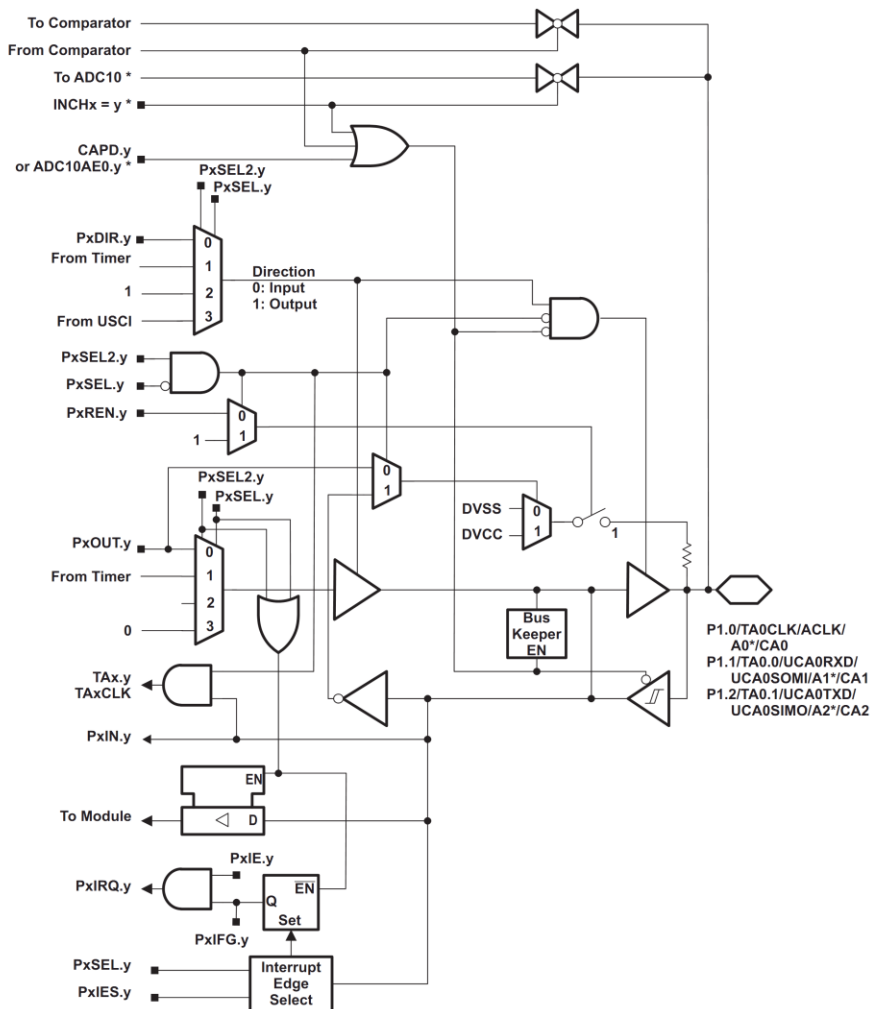 To Comparator
From Comparator
To ADC10 *
INCHx = y *
CAPD.y
or ADC10AE0.y *
PxSEL2.y
PxSEL.y
PxDIR.y
0
From Timer
1
1
2
From USCI
3
Direction
0: Input
1: Output
PxSEL2.y
PxSEL.y
PxREN.y
0
1
1
0
1
PxSEL2.y
PxSEL.y
DVSS
0
DVCC
1
1
PxOUT.y
0
From Timer
1
2
0
3
Bus
Keeper
EN
P1.0/TA0CLK/ACLK/
A0*/CA0
P1.1/TA0.0/UCA0RXD/
UCA0SOMI/A1*/CA1
P1.2/TA0.1/UCA0TXD/
UCA0SIMO/A2*/CA2
TAx.y
TAxCLK
PxIN.y
EN
To Module
D
PxIE.y
PxIRQ.y
EN
Q
Set
PxIFG.y
PxSEL.y
PxIES.y
Interrupt
Edge
Select